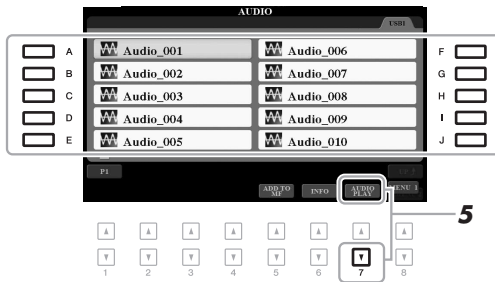 AUDIO
USB1
A Audio_001 Audio_006 F
B Audio_002 Audio_007 G
C Audio_003 Audio_008 H
D Audio_004 Audio_009 I
E Audio_005 Audio_010 J
P1
ADD TO MF INFO AUDIO PLAY MENU 1
5
1 2 3 4 5 6 7 8